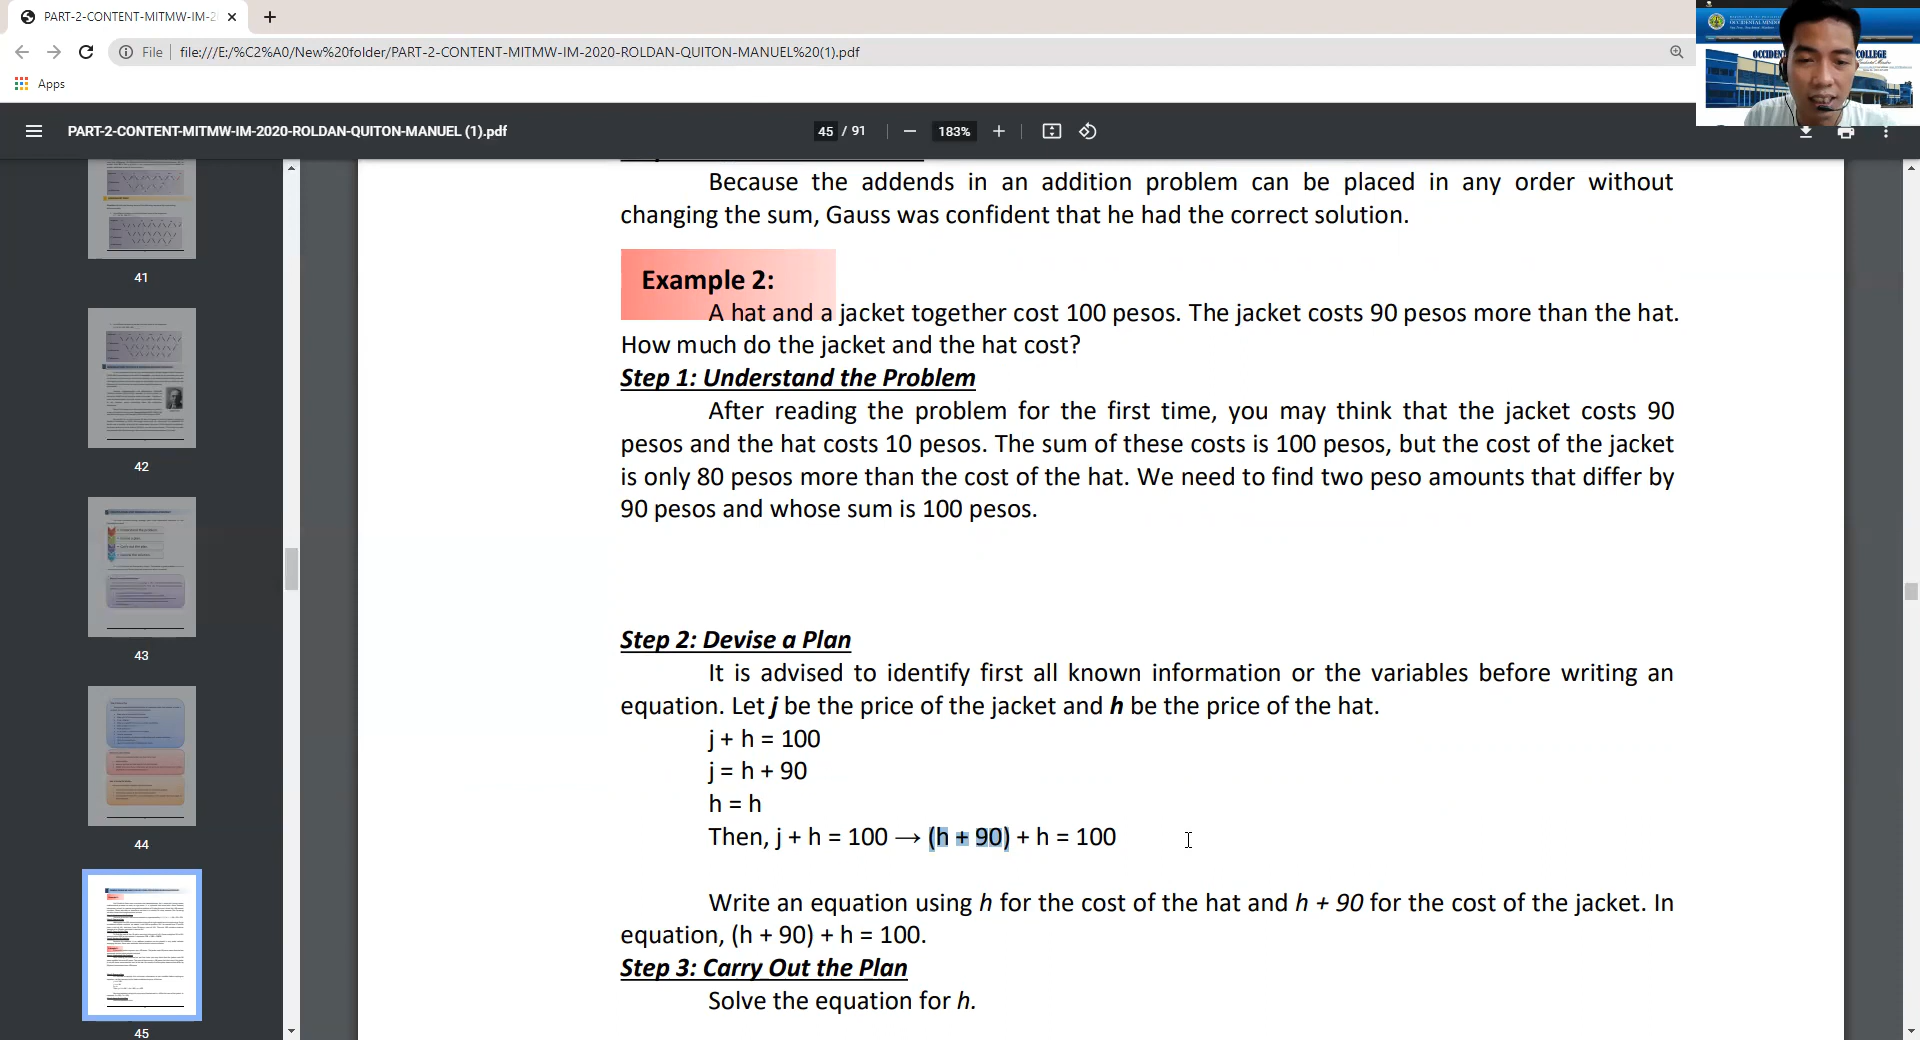 PART-2-CONTENT-MITMW-IM-2
File file:///E:/%C2%A0/New%20folder/PART-2-CONTENT-MITMW-IM-2020-ROLDAN-QUITON-MANUEL%20(1).pdf
Apps
PART-2-CONTENT-MITMW-IM-2020-ROLDAN-QUITON-MANUEL (1).pdf
45 / 91
183%
COLLEGE
41
42
43
44
45
Because the addends in an addition problem can be placed in any order without
changing the sum, Gauss was confident that he had the correct solution.
Example 2:
A hat and a jacket together cost 100 pesos. The jacket costs 90 pesos more than the hat.
How much do the jacket and the hat cost?
Step 1: Understand the Problem
After reading the problem for the first time, you may think that the jacket costs 90
pesos and the hat costs 10 pesos. The sum of these costs is 100 pesos, but the cost of the jacket
is only 80 pesos more than the cost of the hat. We need to find two peso amounts that differ by
90 pesos and whose sum is 100 pesos.
Step 2: Devise a Plan
It is advised to identify first all known information or the variables before writing an
equation. Let j be the price of the jacket and h be the price of the hat.
j + h = 100
j = h + 90
h = h
Then, j + h = 100 → (h + 90) + h = 100
Write an equation using h for the cost of the hat and h + 90 for the cost of the jacket. In
equation, (h + 90) + h = 100.
Step 3: Carry Out the Plan
Solve the equation for h.